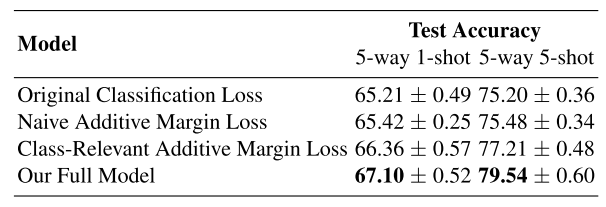 Model Test Accuracy
5-way 1-shot 5-way 5-shot
Original Classification Loss 65.21 ± 0.49 75.20 ± 0.36
Naive Additive Margin Loss 65.42 ± 0.25 75.48 ± 0.34
Class-Relevant Additive Margin Loss 66.36 ± 0.57 77.21 ± 0.48
Our Full Model 67.10 ± 0.52 79.54 ± 0.60